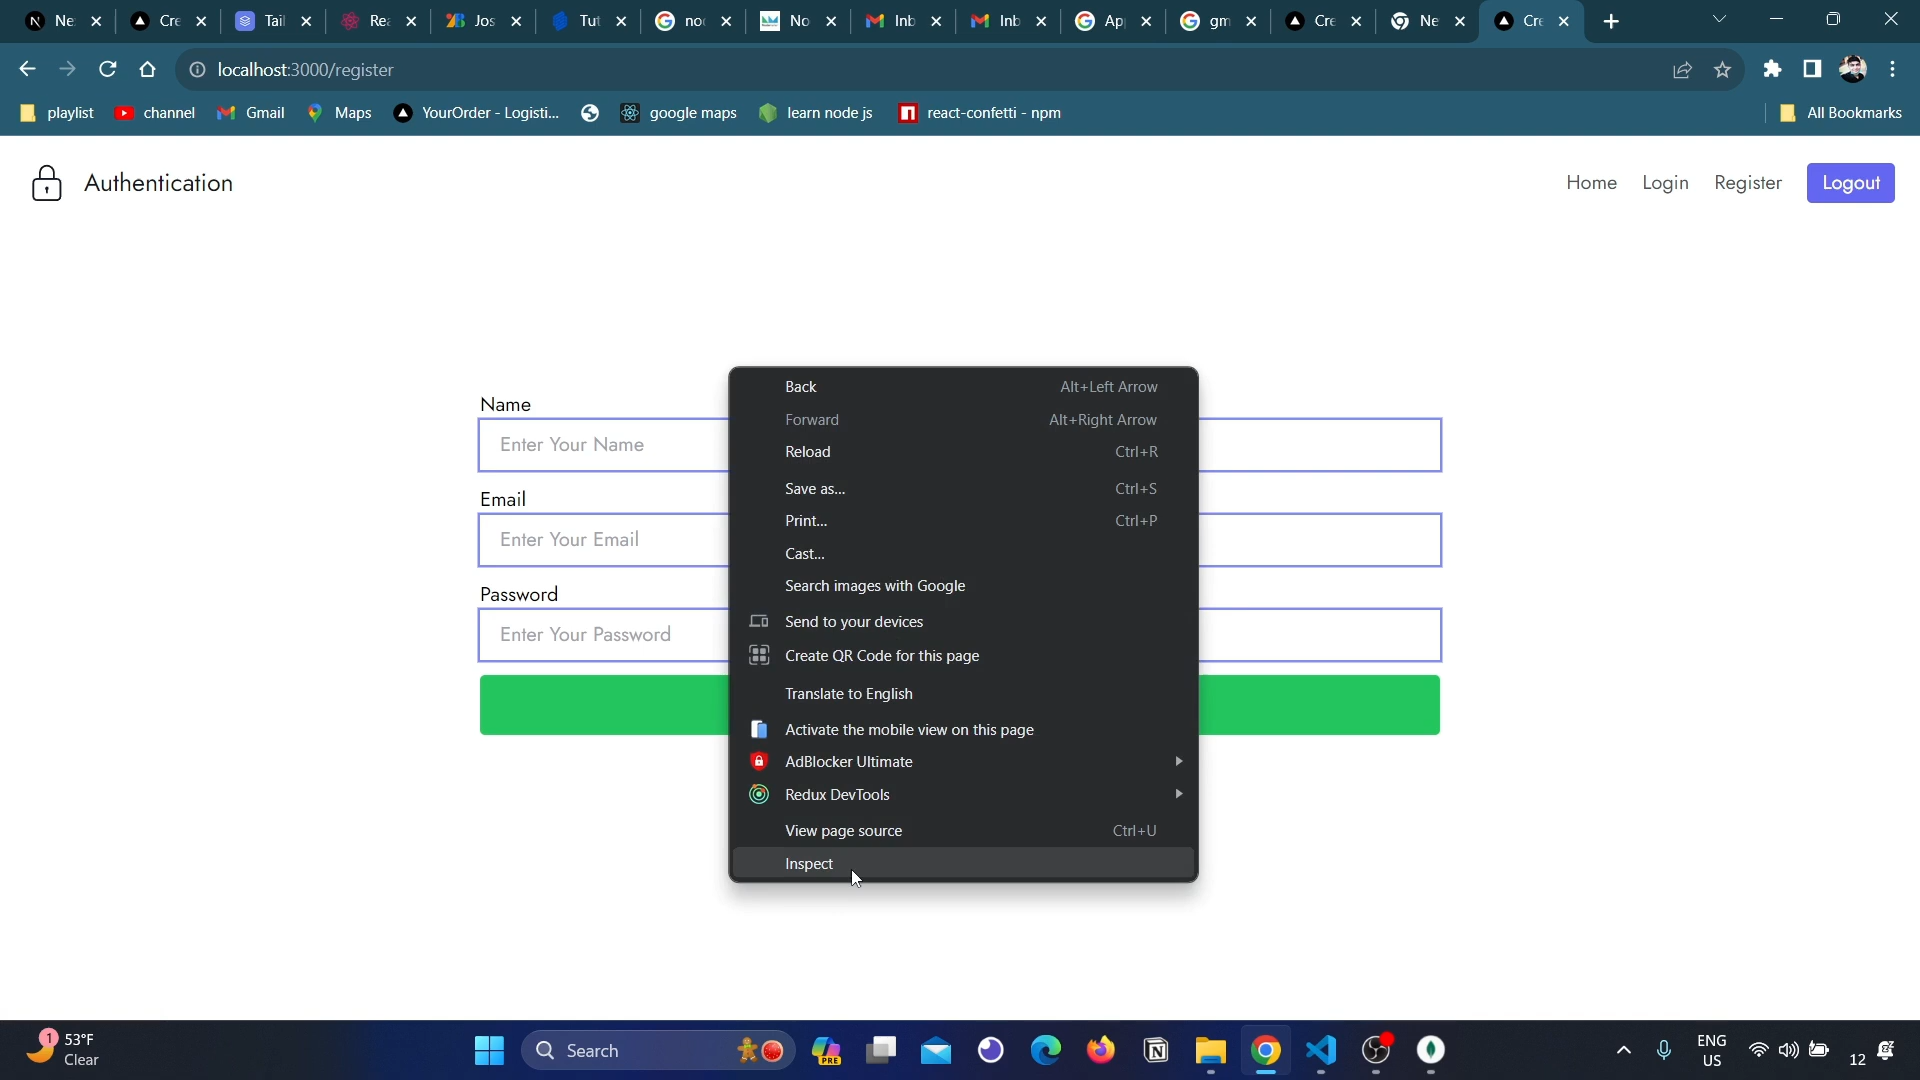 Ne Cre Tail Rea Jos Tut noc No Inb Inb Ap gm Cre Ne Cre
localhost:3000/register
playlist channel Gmail Maps YourOrder - Logisti... google maps learn node js react-confetti - npm All Bookmarks
Authentication Home Login Register Logout
Name
Enter Your Name
Email
Enter Your Email
Password
Enter Your Password
Back Alt+Left Arrow
Forward Alt+Right Arrow
Reload Ctrl+R
Save as... Ctrl+S
Print... Ctrl+P
Cast...
Search images with Google
Send to your devices
Create QR Code for this page
Translate to English
Activate the mobile view on this page
AdBlocker Ultimate
Redux DevTools
View page source Ctrl+U
Inspect
1 53°F
Clear
Search
PRE
ENG
US
12